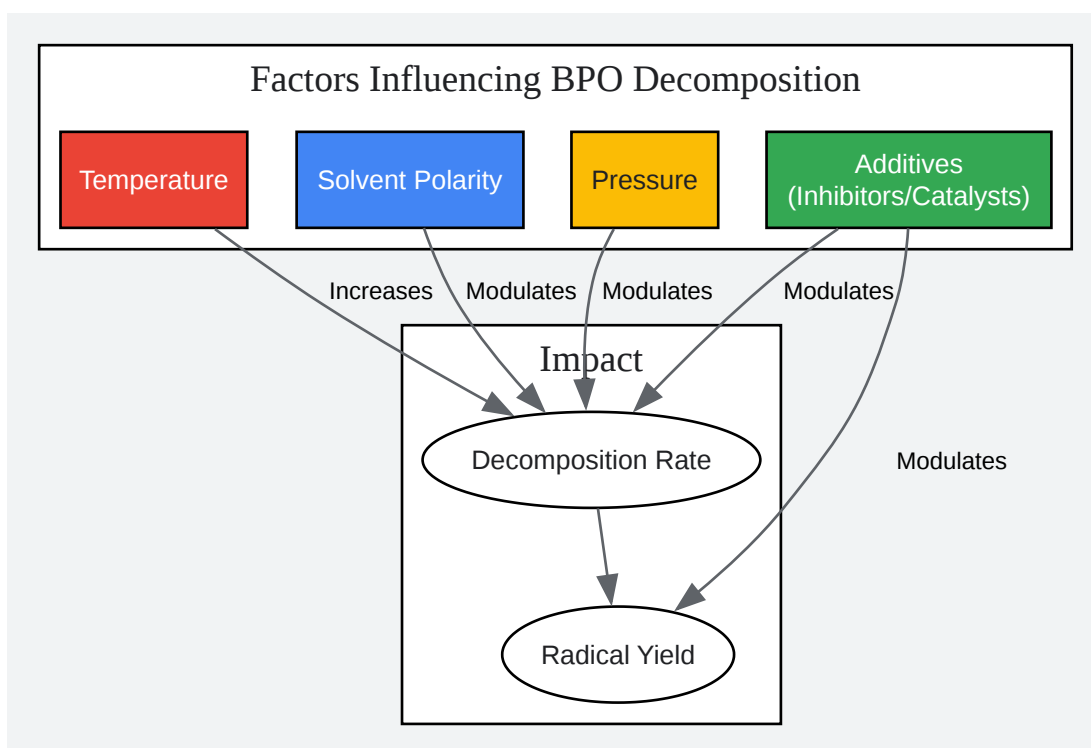 Factors Influencing BPO Decomposition
Temperature
Solvent Polarity
Pressure
Additives
(Inhibitors/Catalysts)
Increases
Modulates
Modulates
Modulates
Impact
Decomposition Rate
Modulates
Radical Yield